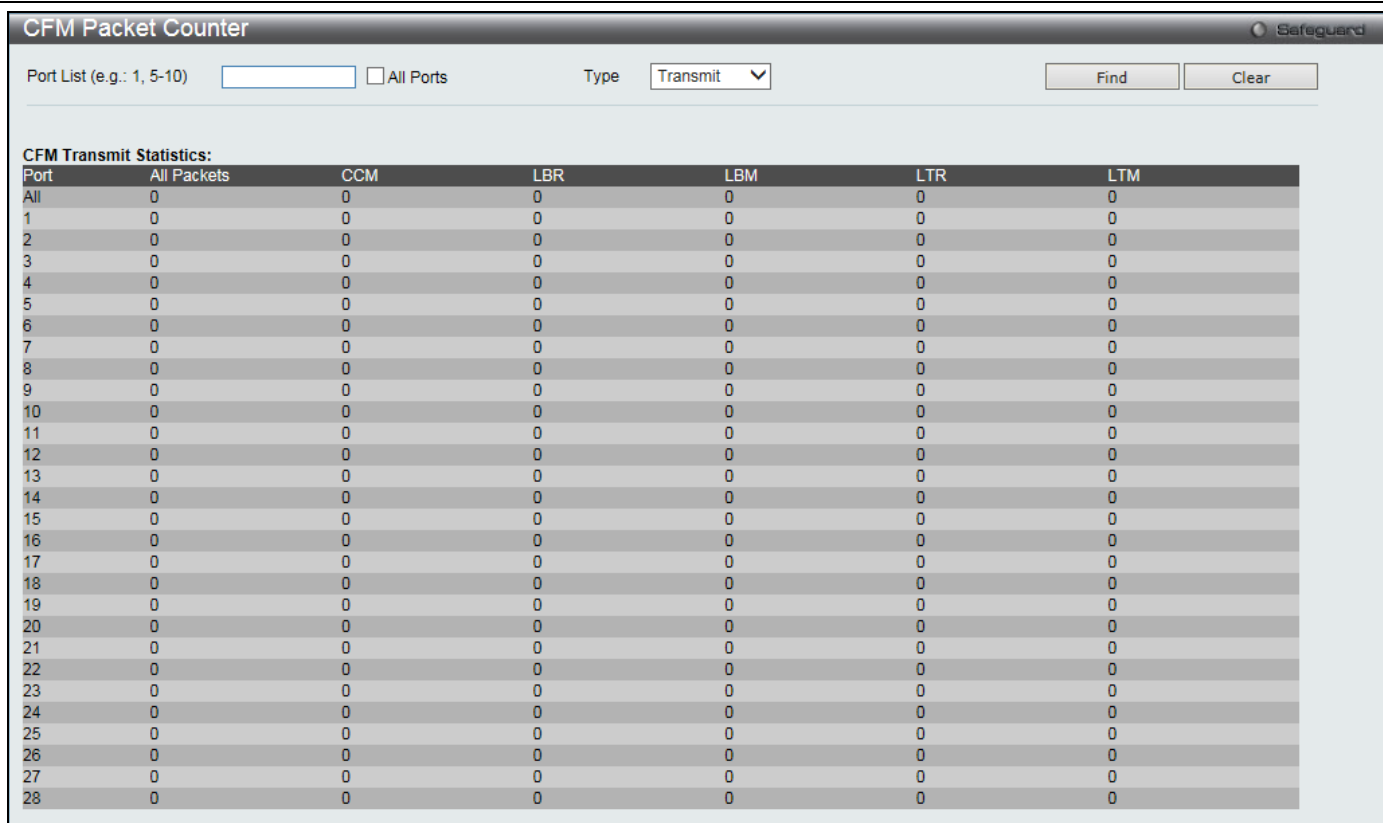 CFM Packet Counter Safeguard
Port List (e.g.: 1, 5-10) All Ports Type Transmit Find Clear
CFM Transmit Statistics:
Port All Packets CCM LBR LBM LTR LTM
All 0 0 0 0 0 0
1 0 0 0 0 0 0
2 0 0 0 0 0 0
3 0 0 0 0 0 0
4 0 0 0 0 0 0
5 0 0 0 0 0 0
6 0 0 0 0 0 0
7 0 0 0 0 0 0
8 0 0 0 0 0 0
9 0 0 0 0 0 0
10 0 0 0 0 0 0
11 0 0 0 0 0 0
12 0 0 0 0 0 0
13 0 0 0 0 0 0
14 0 0 0 0 0 0
15 0 0 0 0 0 0
16 0 0 0 0 0 0
17 0 0 0 0 0 0
18 0 0 0 0 0 0
19 0 0 0 0 0 0
20 0 0 0 0 0 0
21 0 0 0 0 0 0
22 0 0 0 0 0 0
23 0 0 0 0 0 0
24 0 0 0 0 0 0
25 0 0 0 0 0 0
26 0 0 0 0 0 0
27 0 0 0 0 0 0
28 0 0 0 0 0 0